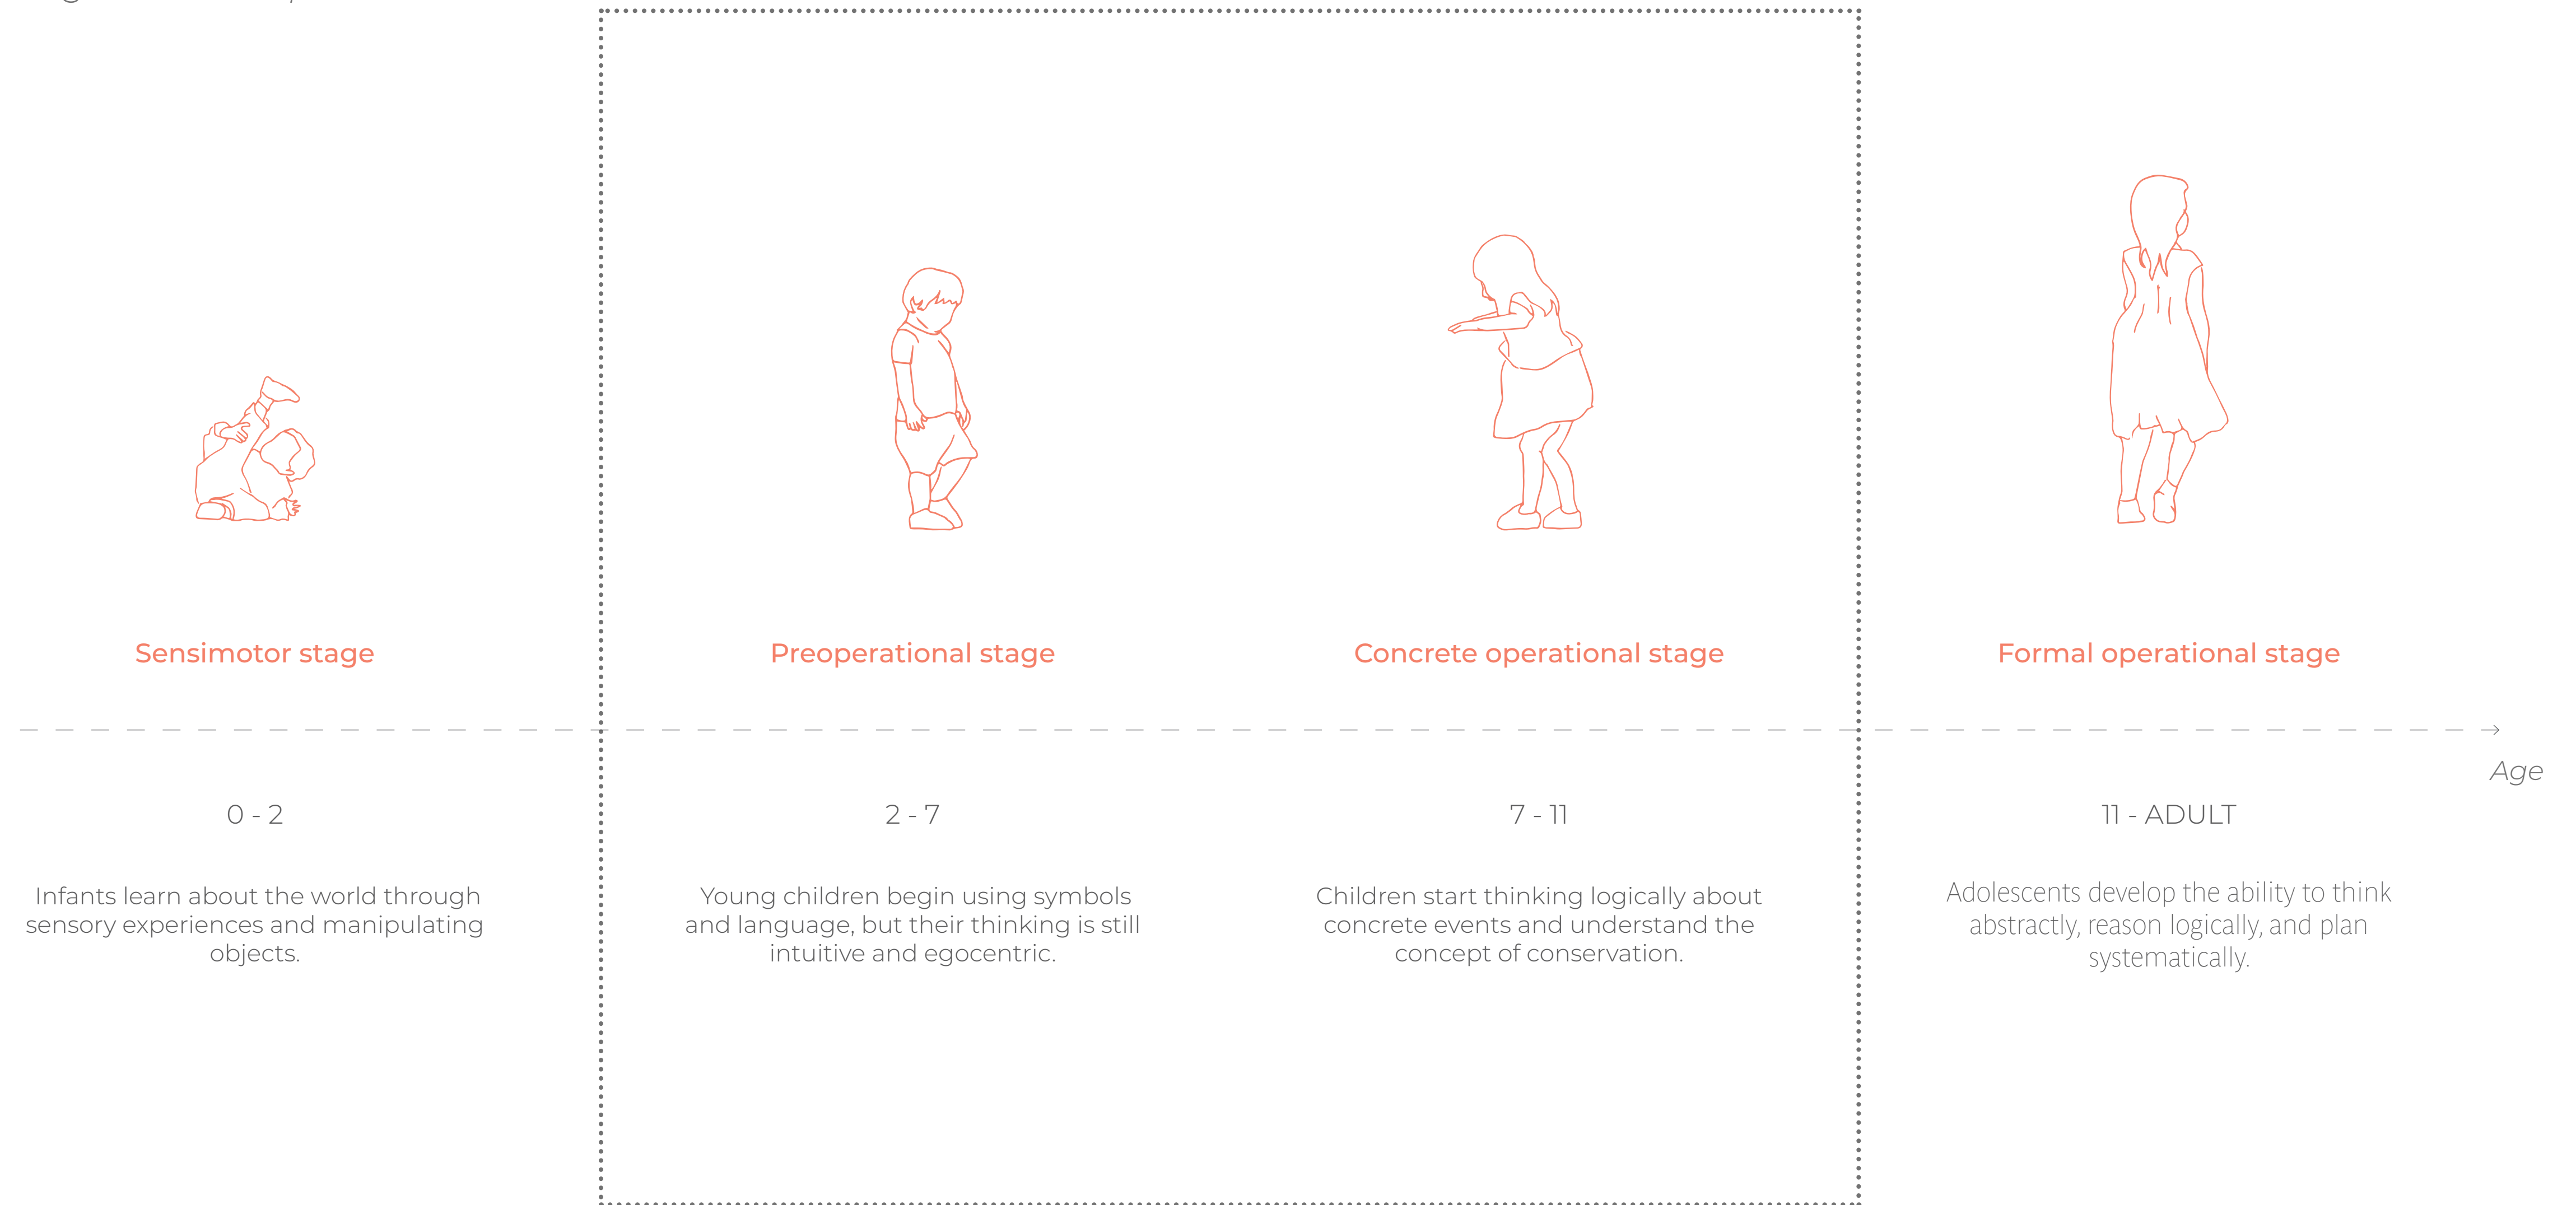 Sensimotor stage
Preoperational stage
Concrete operational stage
Formal operational stage
Age
0 - 2
2 - 7
7 - 11
11 - ADULT
Infants learn about the world through
sensory experiences and manipulating
objects.
Young children begin using symbols
and language, but their thinking is still
intuitive and egocentric.
Children start thinking logically about
concrete events and understand the
concept of conservation.
Adolescents develop the ability to think
abstractly, reason logically, and plan
systematically.